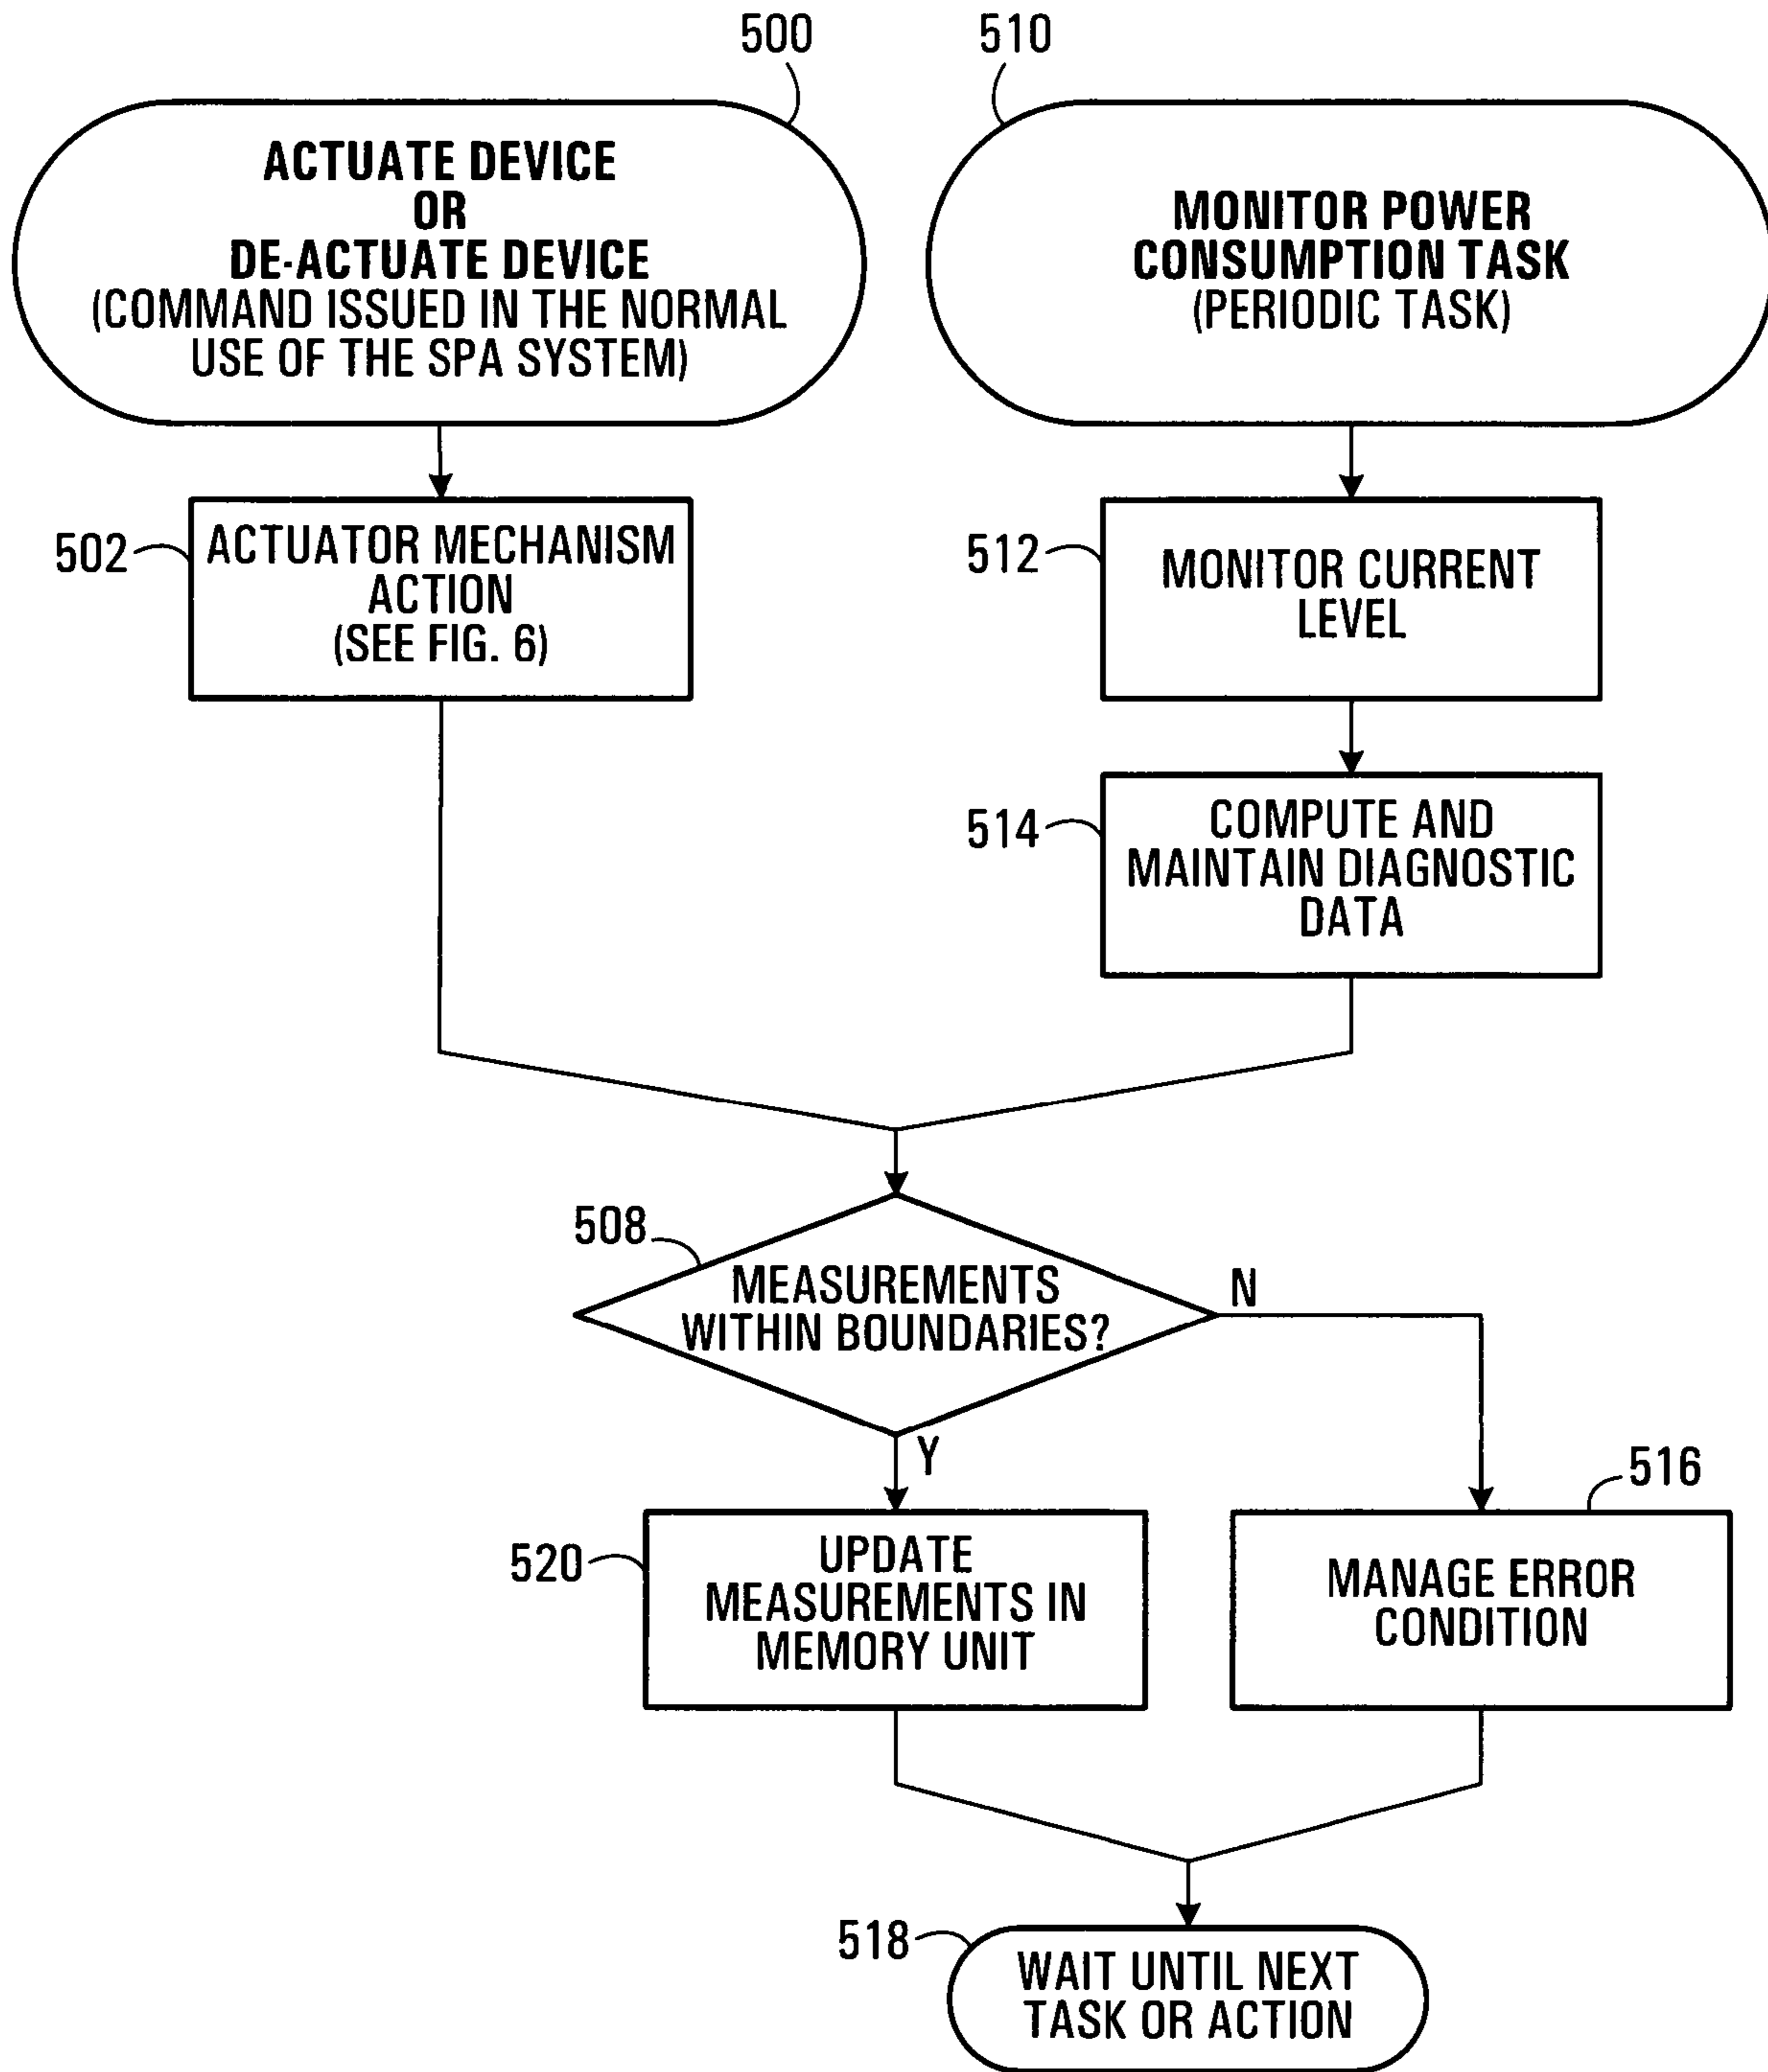 500
510
ACTUATE DEVICE
OR
DE-ACTUATE DEVICE
(COMMAND ISSUED IN THE NORMAL
USE OF THE SPA SYSTEM)
MONITOR POWER
CONSUMPTION TASK
(PERIODIC TASK)
502
ACTUATOR MECHANISM
ACTION
(SEE FIG. 6)
512
MONITOR CURRENT
LEVEL
514
COMPUTE AND
MAINTAIN DIAGNOSTIC
DATA
508
MEASUREMENTS
WITHIN BOUNDARIES?
N
Y
516
520
UPDATE
MEASUREMENTS IN
MEMORY UNIT
MANAGE ERROR
CONDITION
518
WAIT UNTIL NEXT
TASK OR ACTION